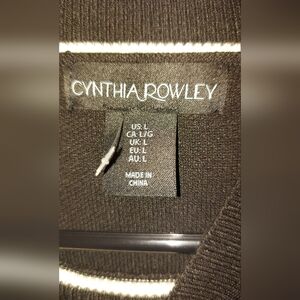 CYNTHIA ROWLEY
US: L
CA: L/G
UK: L
EU: L
AU: L
MADE IN
CHINA